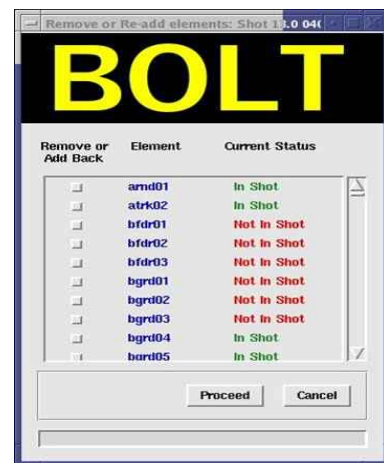 Remove or Re-add elements: Shot 1
BOLT
Remove or Add Back Element Current Status
arnd01 In Shot
atrk02 In Shot
bfdr01 Not In Shot
bfdr02 Not In Shot
bfdr03 Not In Shot
bgrd01 Not In Shot
bgrd02 Not In Shot
bgrd03 Not In Shot
bgrd04 In Shot
bgrd05 In Shot
Proceed Cancel